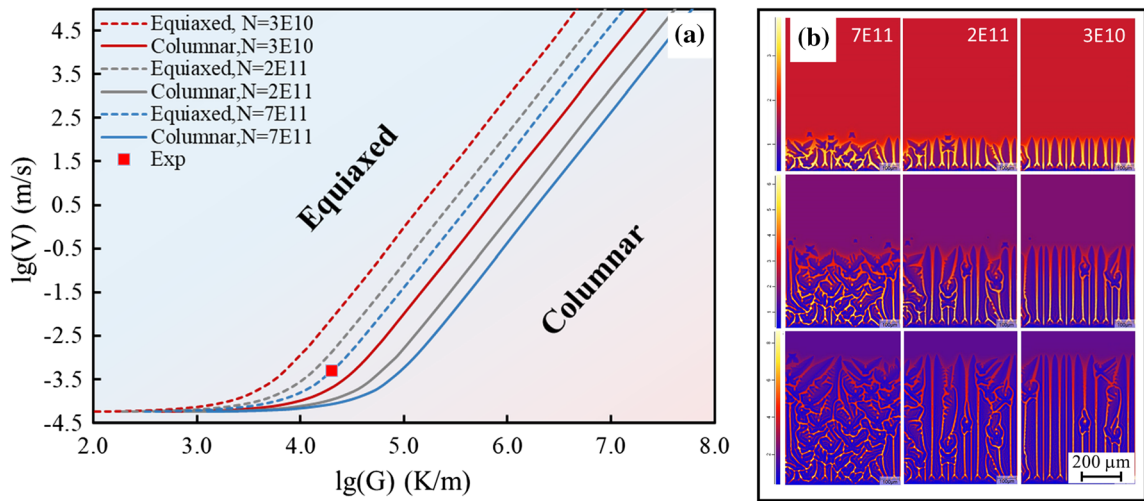 (a)
Equiaxed, N=3E10
Columnar,N=3E10
Equiaxed,N=2E11
Columnar,N=2E11
Equiaxed,N=7E11
Columnar,N=7E11
Exp
Equiaxed
Columnar
lg(V) (m/s)
4.5
3.5
2.5
1.5
0.5
-0.5
-1.5
-2.5
-3.5
-4.5
2.0 3.0 4.0 5.0 6.0 7.0 8.0
lg(G) (K/m)
(b)
7E11 2E11 3E10
200 μm